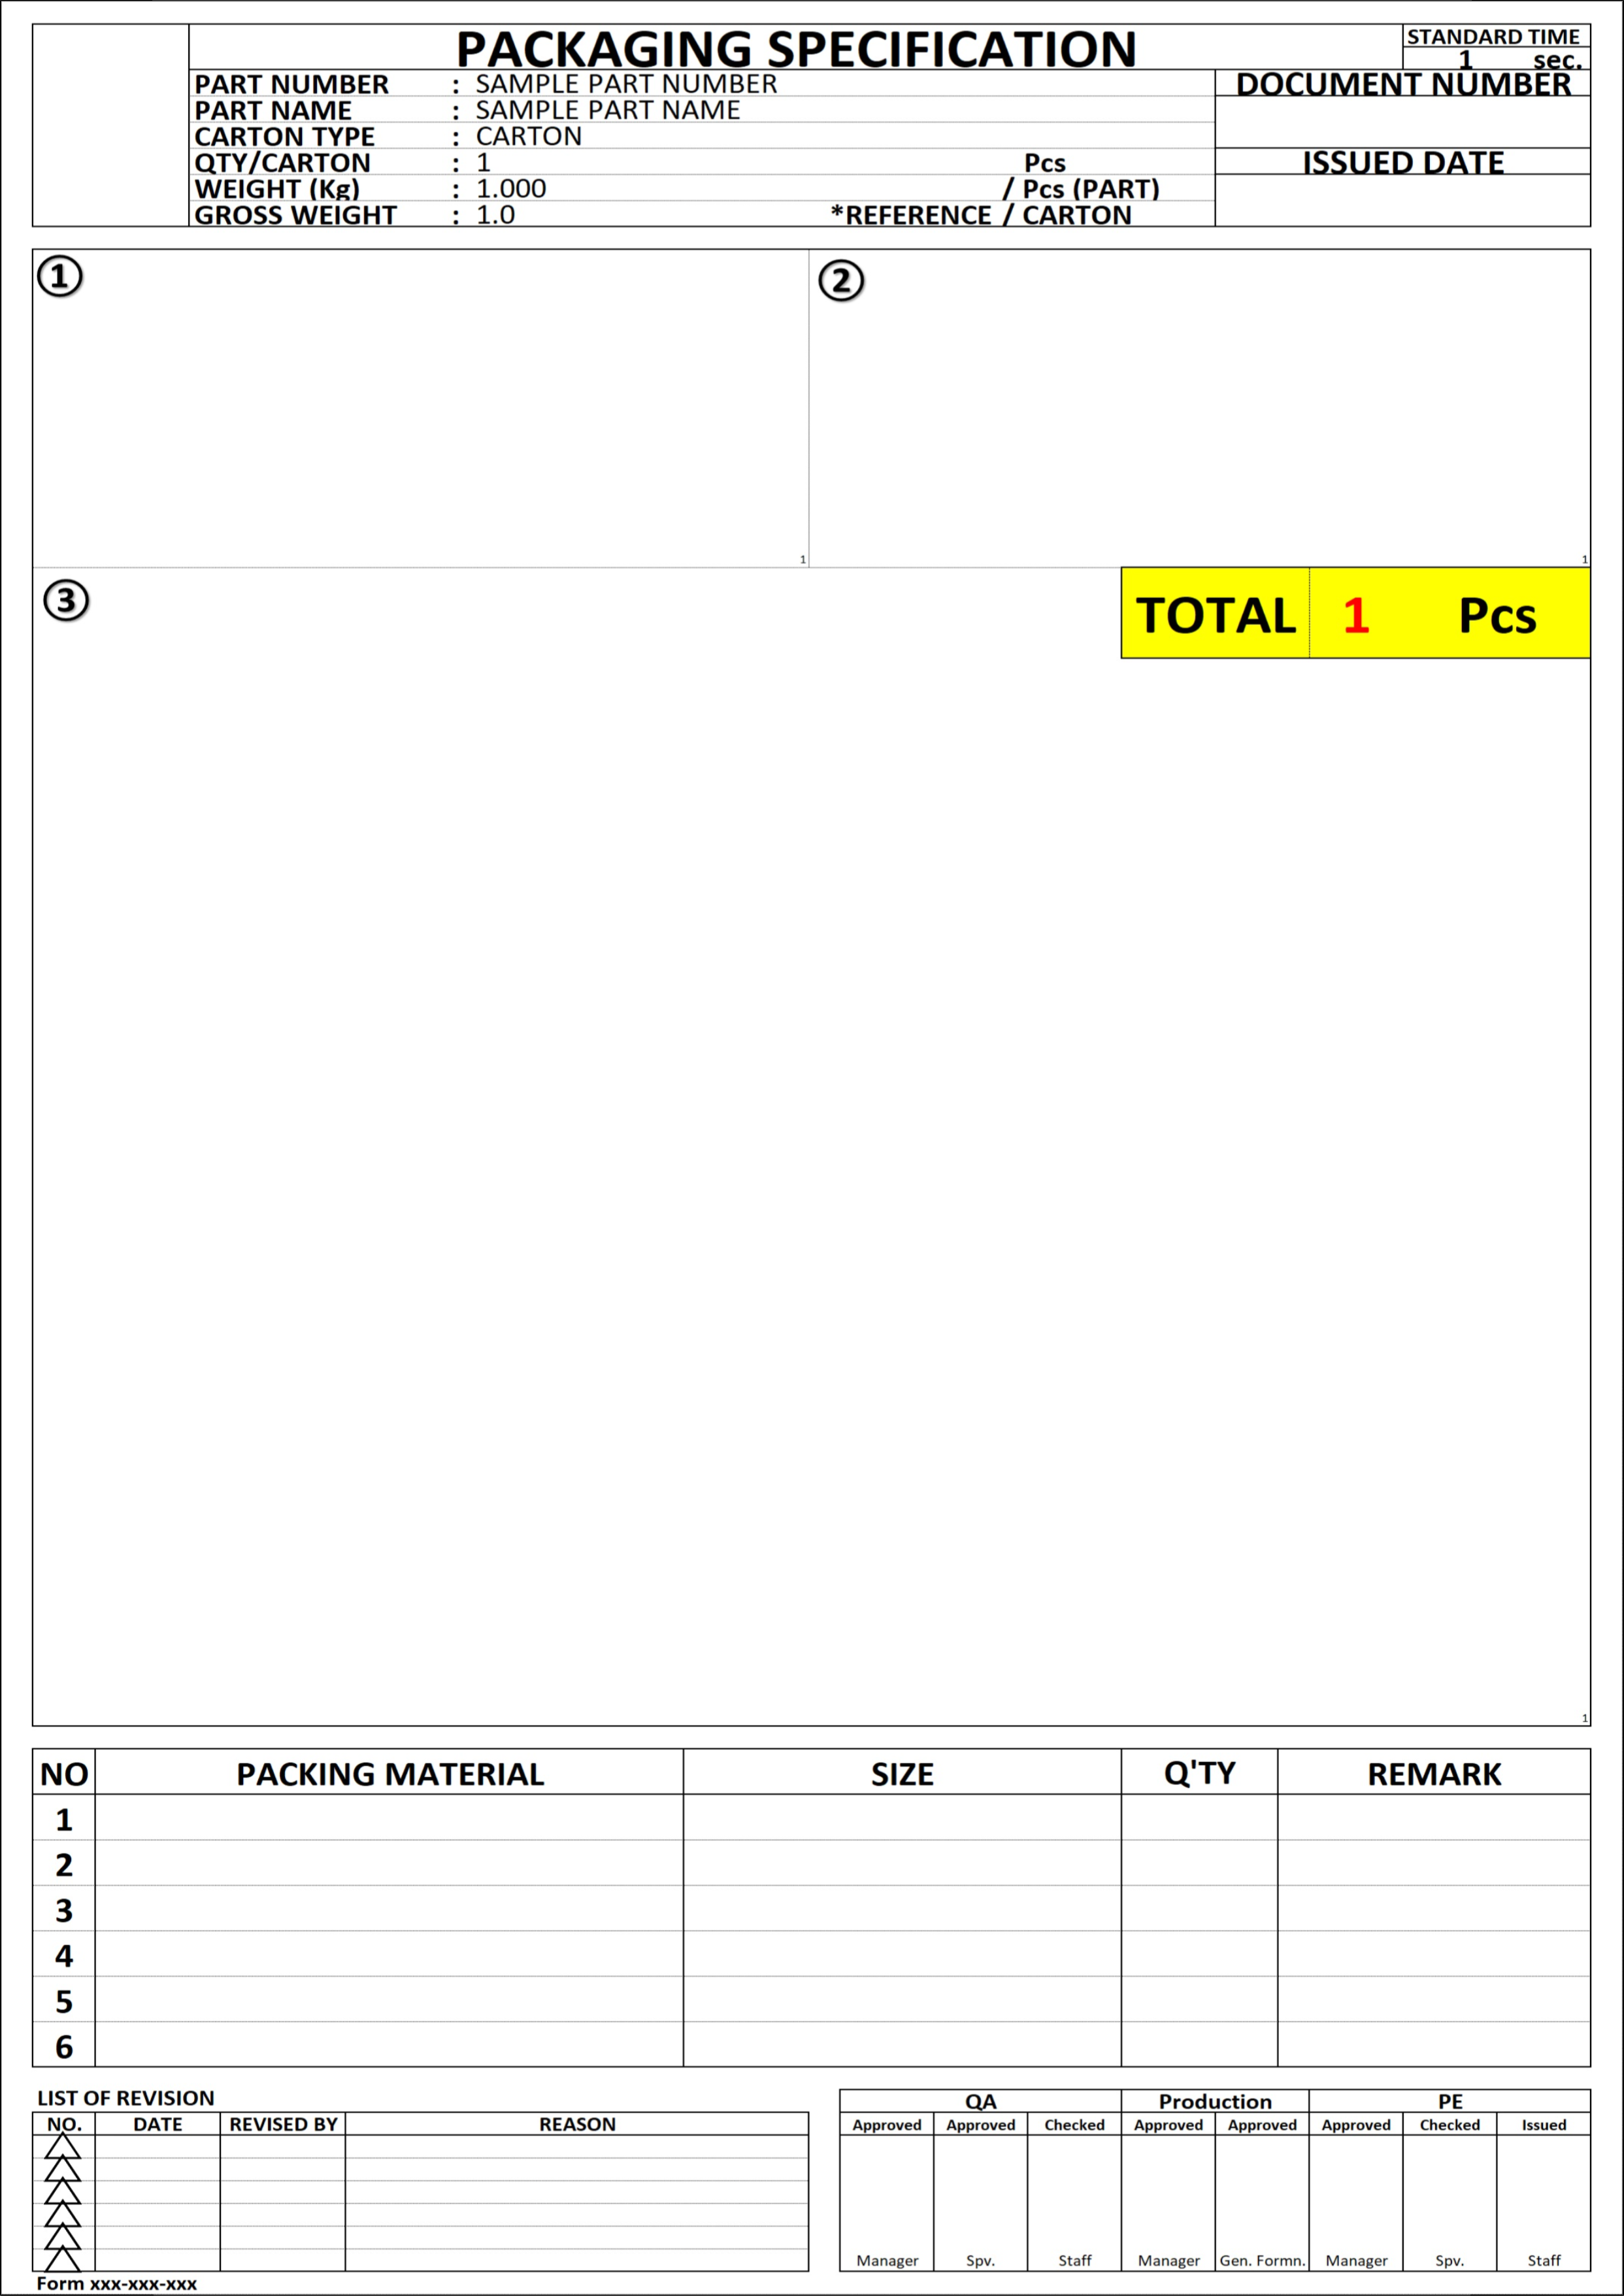 PACKAGING SPECIFICATION
STANDARD TIME
1 sec.
PART NUMBER : SAMPLE PART NUMBER
DOCUMENT NUMBER
PART NAME : SAMPLE PART NAME
CARTON TYPE : CARTON
QTY/CARTON : 1 Pcs
ISSUED DATE
WEIGHT (Kg) : 1.000 / Pcs (PART)
GROSS WEIGHT : 1.0 *REFERENCE / CARTON
①
②
1
1
③
TOTAL 1 Pcs
1
NO PACKING MATERIAL SIZE Q'TY REMARK
1
2
3
4
5
6
LIST OF REVISION
NO. DATE REVISED BY REASON
QA Production PE
Approved Approved Checked Approved Approved Approved Checked Issued
Manager Spv. Staff Manager Gen. Formn. Manager Spv. Staff
Form xxx-xxx-xxx